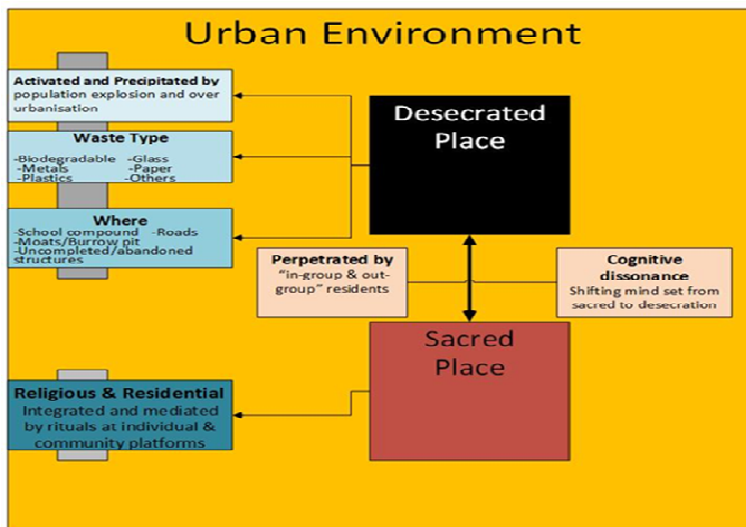 Urban Environment
Activated and Precipitated by
population explosion and over
urbanisation
Waste Type
-Biodegradable -Glass
-Metals -Paper
-Plastics -Others
Where
-School compound -Roads
-Moats/Burrow pit
-Uncompleted/abandoned
structures
Desecrated
Place
Perpetrated by
"in-group & out-
group" residents
Cognitive
dissonance
Shifting mind set from
sacred to desecration
Sacred
Place
Religious & Residential
Integrated and mediated
by rituals at individual &
community platforms